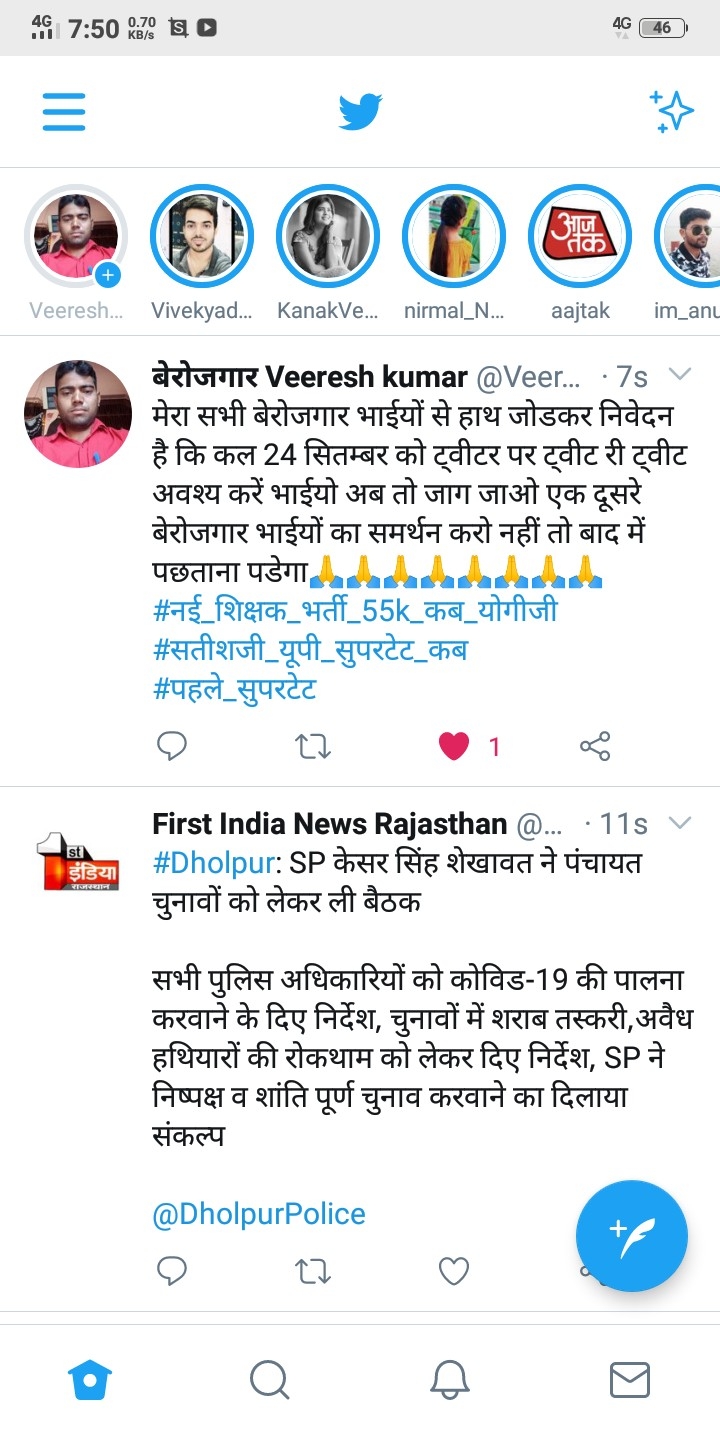 4G 7:50 0.70 KB/s 4G 46
Veeresh... Vivekyad... KanakVe... nirmal_N... aajtak im_anu
आज तक
बेरोजगार Veeresh kumar @Veer... · 7s
मेरा सभी बेरोजगार भाईयों से हाथ जोडकर निवेदन
है कि कल 24 सितम्बर को ट्वीटर पर ट्वीट री ट्वीट
अवश्य करें भाईयो अब तो जाग जाओ एक दूसरे
बेरोजगार भाईयों का समर्थन करो नहीं तो बाद में
पछताना पडेगा🙏🙏🙏🙏🙏🙏🙏🙏
#नई_शिक्षक_भर्ती_55k_कब_योगीजी
#सतीशजी_यूपी_सुपरटेट_कब
#पहले_सुपरटेट
1
First India News Rajasthan @... · 11s
1st इंडिया राजस्थान
#Dholpur: SP केसर सिंह शेखावत ने पंचायत
चुनावों को लेकर ली बैठक
सभी पुलिस अधिकारियों को कोविड-19 की पालना
करवाने के दिए निर्देश, चुनावों में शराब तस्करी,अवैध
हथियारों की रोकथाम को लेकर दिए निर्देश, SP ने
निष्पक्ष व शांति पूर्ण चुनाव करवाने का दिलाया
संकल्प
@DholpurPolice